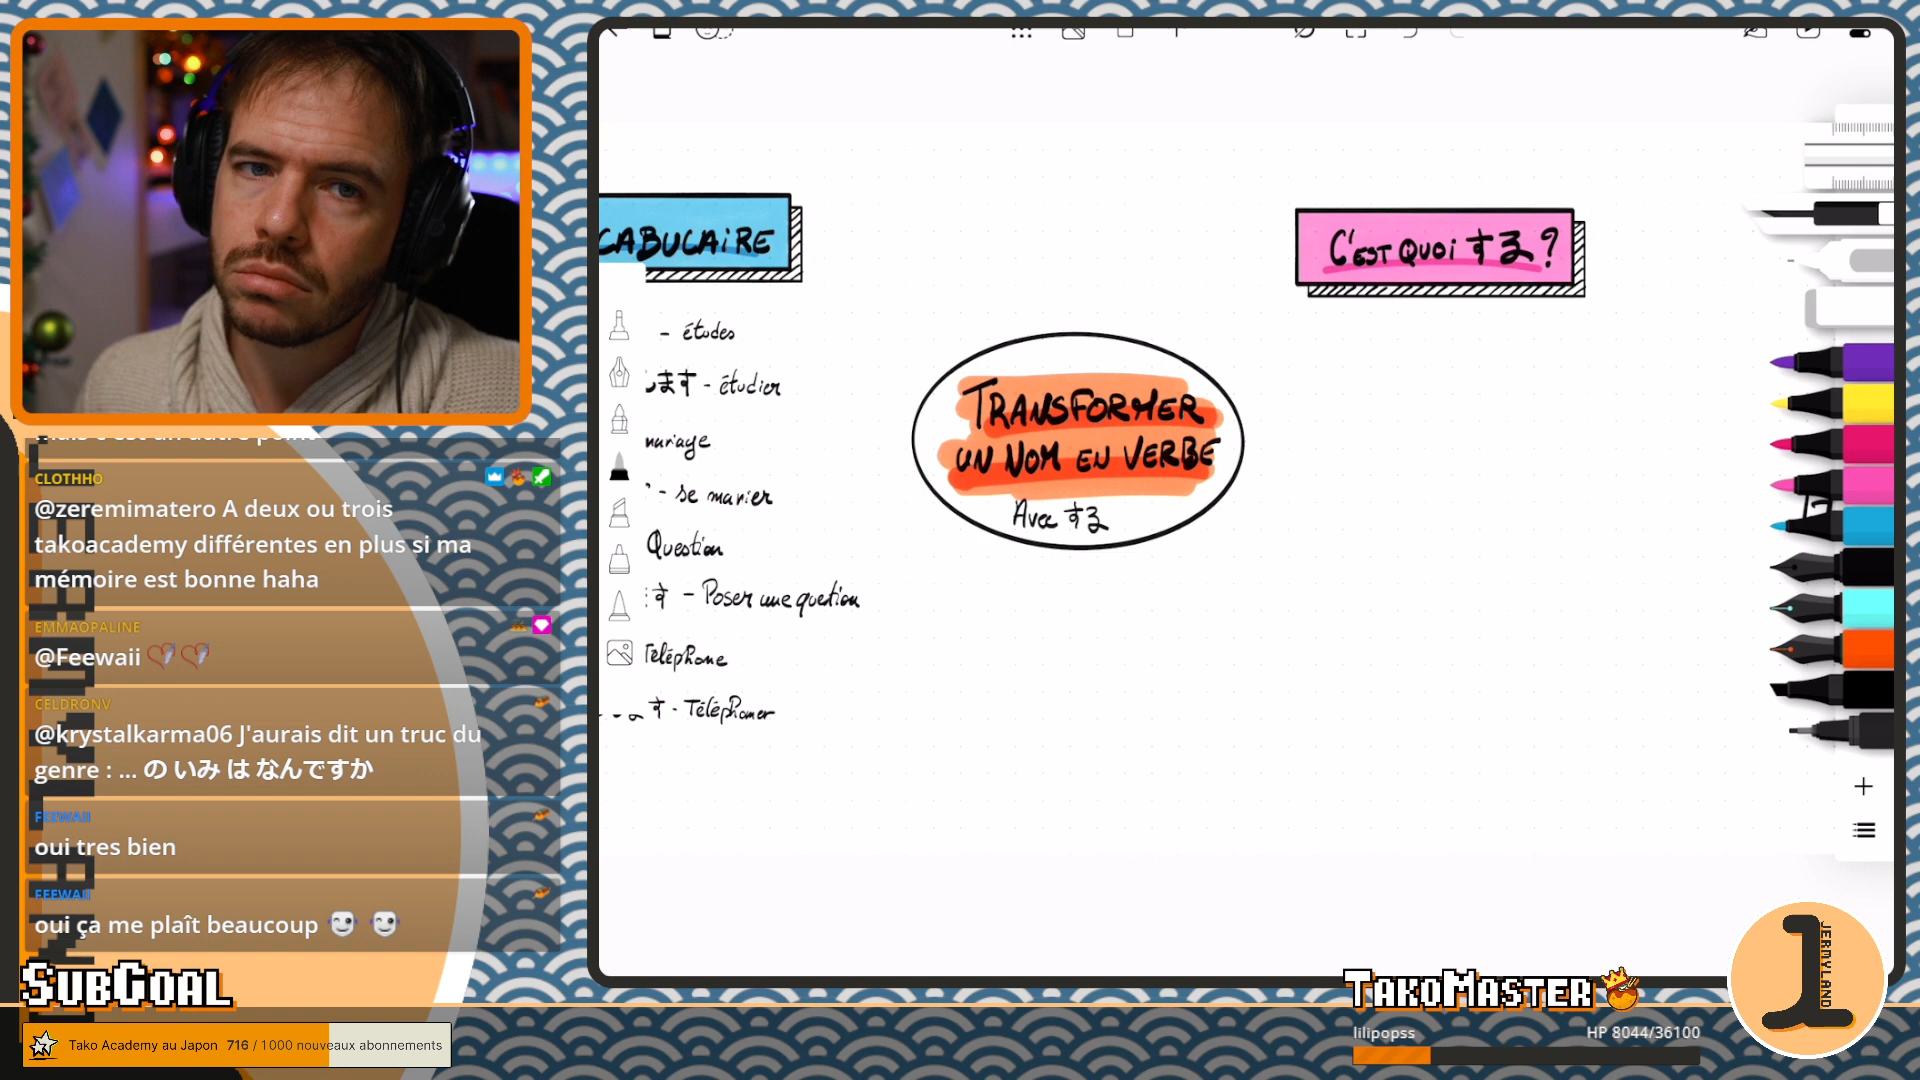 CLOTHHO
@zeremimatero A deux ou trois
takoacademy différentes en plus si ma
mémoire est bonne haha
EMMAOPALINE
@Feewaii
CELDRONV
@krystalkarma06 J'aurais dit un truc du
genre : ... の いみ は なんですか
FEEWAII
oui tres bien
FEEWAII
oui ça me plaît beaucoup
SUBGOAL
Tako Academy au Japon 716 / 1000 nouveaux abonnements
CABULAIRE
- études
ます - étudier
mariage
- se marier
Question
す - Poser une question
Téléphone
す - Téléphoner
TRANSFORMER
UN NOM EN VERBE
Avec する
C'EST QUOI する ?
TAKOMASTER
lilipopss HP 8044/36100
JERMYLAND